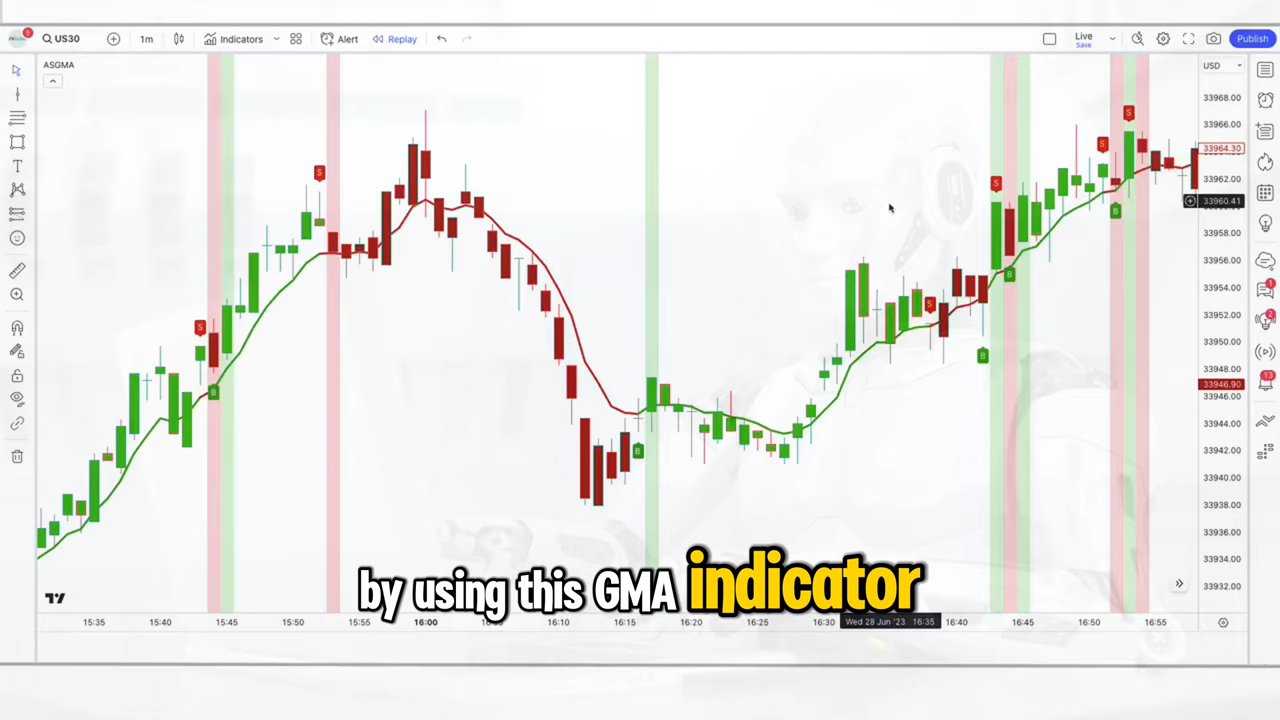 US30 1m Indicators Alert Replay Live Save Publish
ASGMA
USD
33968.00
33966.00
33964.30
33962.00
33960.41
33958.00
33956.00
33954.00
33952.00
33950.00
33948.00
33946.90
33946.00
33944.00
33942.00
33940.00
33938.00
33936.00
33934.00
33932.00
S
B
S
B
S
B
S
B
S
B
S
1
2
13
by using this GMA indicator
15:35 15:40 15:45 15:50 15:55 16:00 16:10 16:15 16:20 16:25 16:30 Wed 28 Jun '23 16:35 16:40 16:45 16:50 16:55